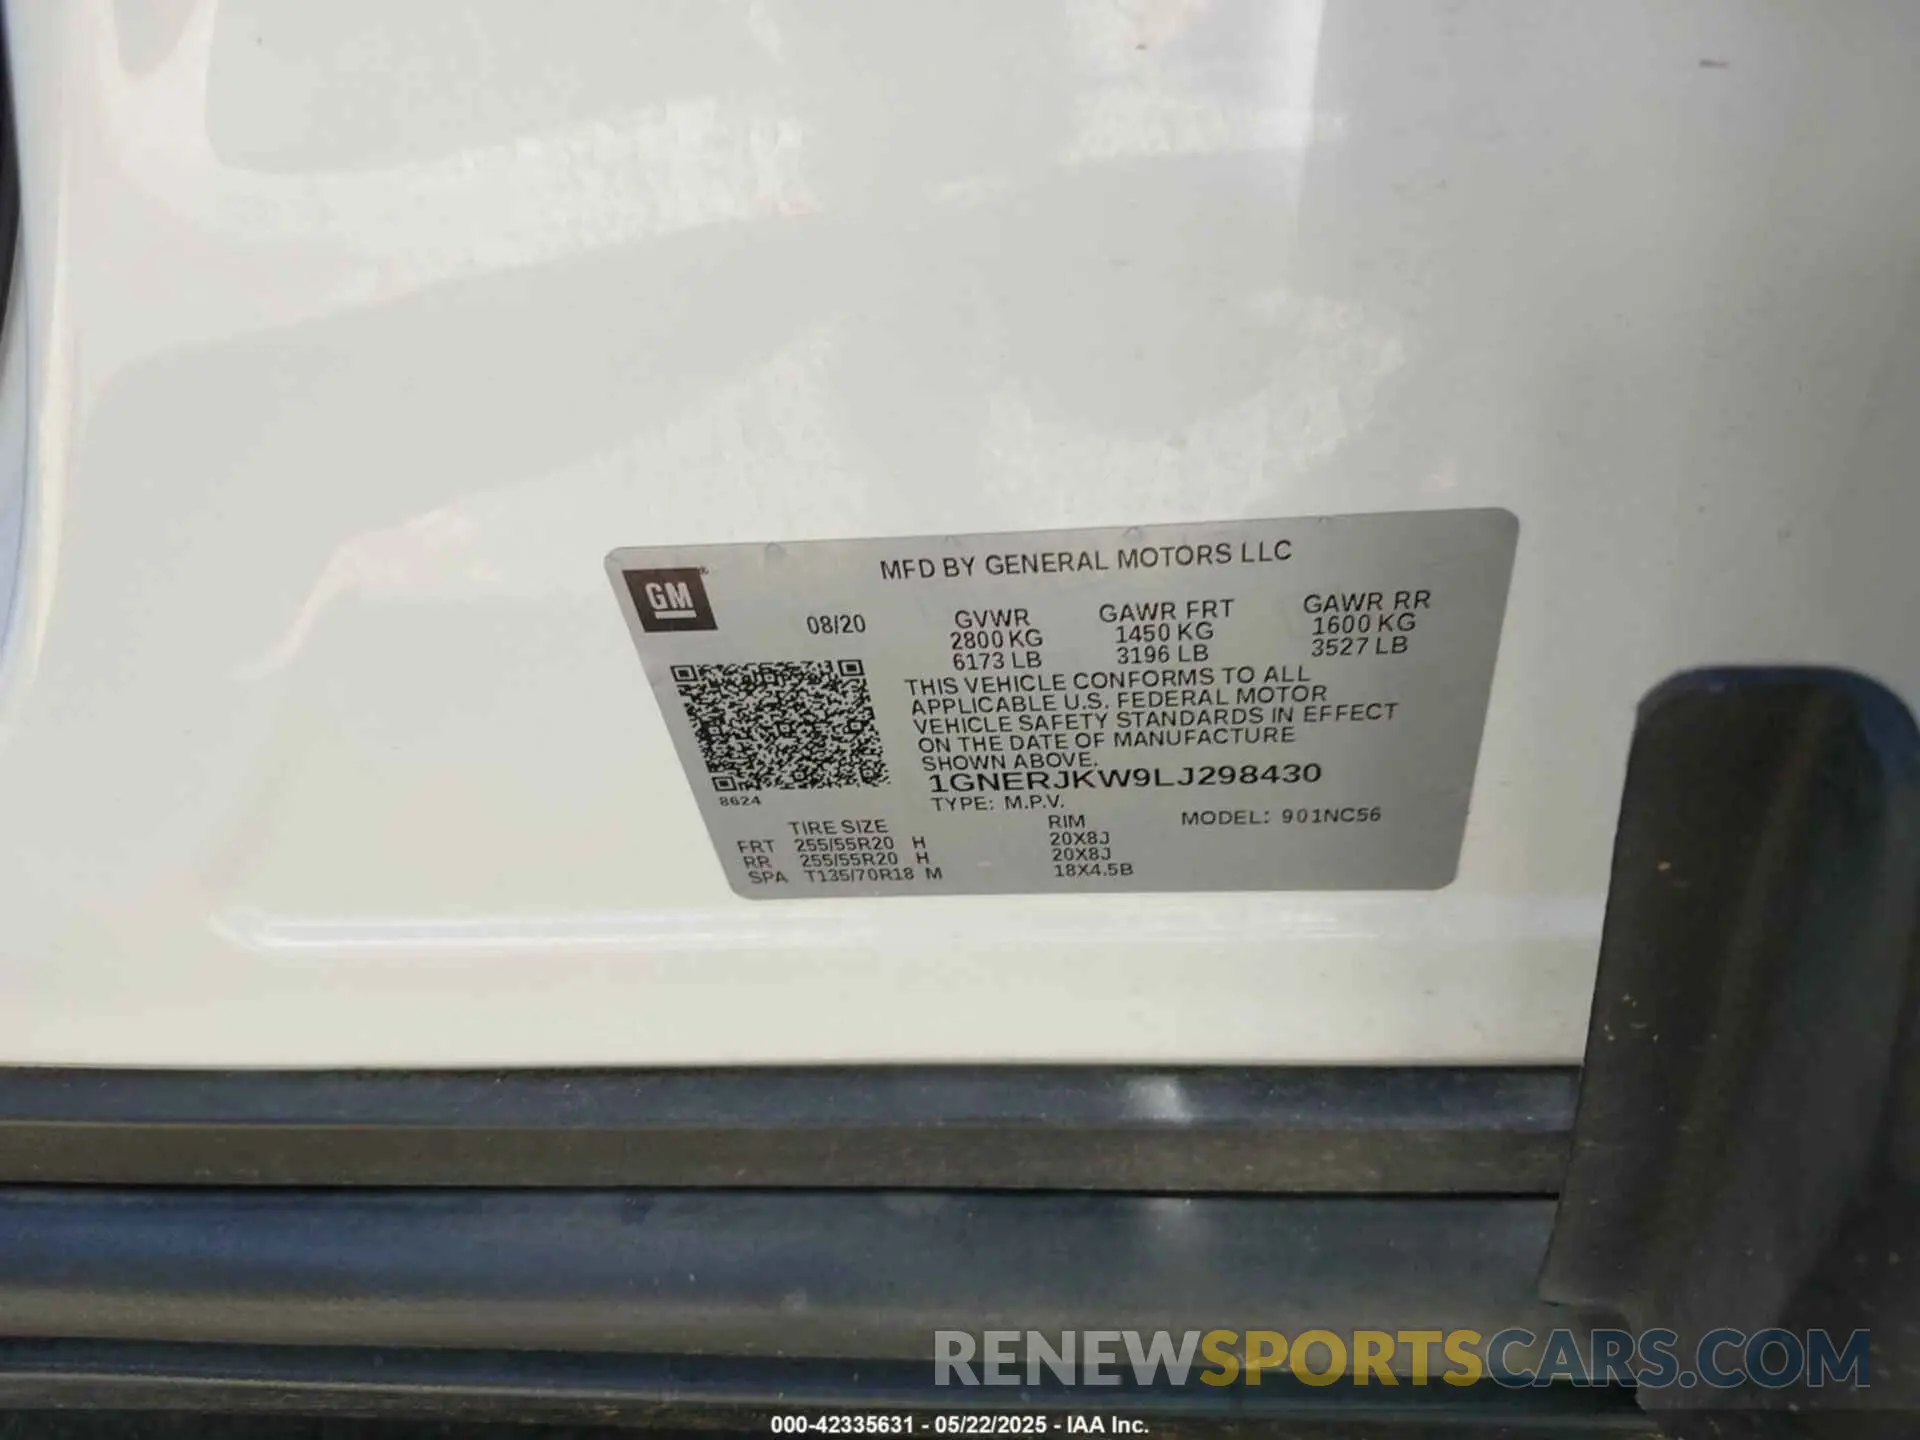 MFD BY GENERAL MOTORS LLC
GM
08/20
GVWR GAWR FRT GAWR RR
2800 KG 1450 KG 1600 KG
6173 LB 3196 LB 3527 LB
THIS VEHICLE CONFORMS TO ALL
APPLICABLE U.S. FEDERAL MOTOR
VEHICLE SAFETY STANDARDS IN EFFECT
ON THE DATE OF MANUFACTURE
SHOWN ABOVE.
1GNERJKW9LJ298430
8624
TYPE: M.P.V.
MODEL: 901NC56
TIRE SIZE RIM
FRT 255/55R20 H 20X8J
RR 255/55R20 H 20X8J
SPA T135/70R18 M 18X4.5B
RENEWSPORTSCARS.COM
000-42335631 - 05/22/2025 - IAA Inc.